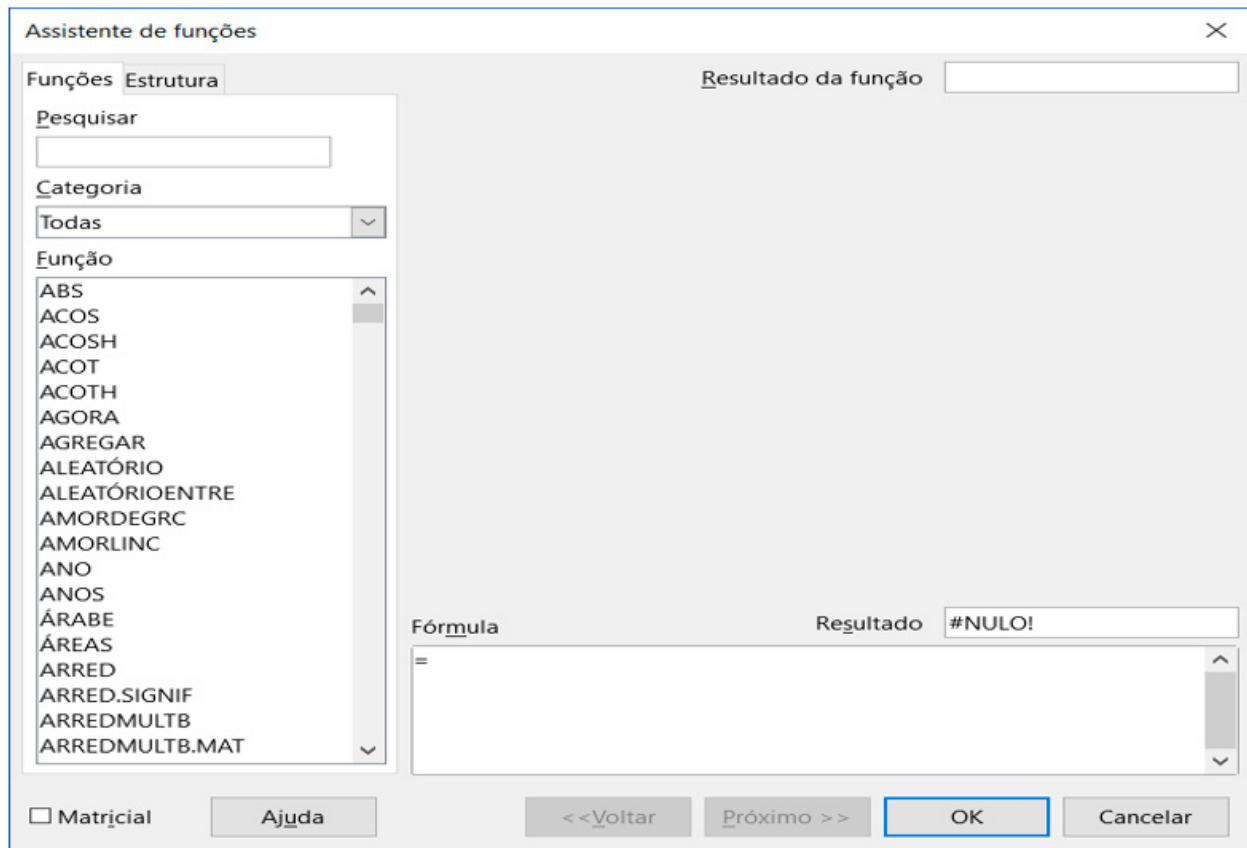 Assistente de funções
Funções Estrutura
Resultado da função
Pesquisar
Categoria
Todas
Função
ABS
ACOS
ACOSH
ACOT
ACOTH
AGORA
AGREGAR
ALEATÓRIO
ALEATÓRIOENTRE
AMORDEGRC
AMORLINC
ANO
ANOS
ÁRABE
ÁREAS
ARRED
ARRED.SIGNIF
ARREDMULTB
ARREDMULTB.MAT
Fórmula
Resultado #NULO!
=
Matricial
Ajuda
<<Voltar
Próximo >>
OK
Cancelar